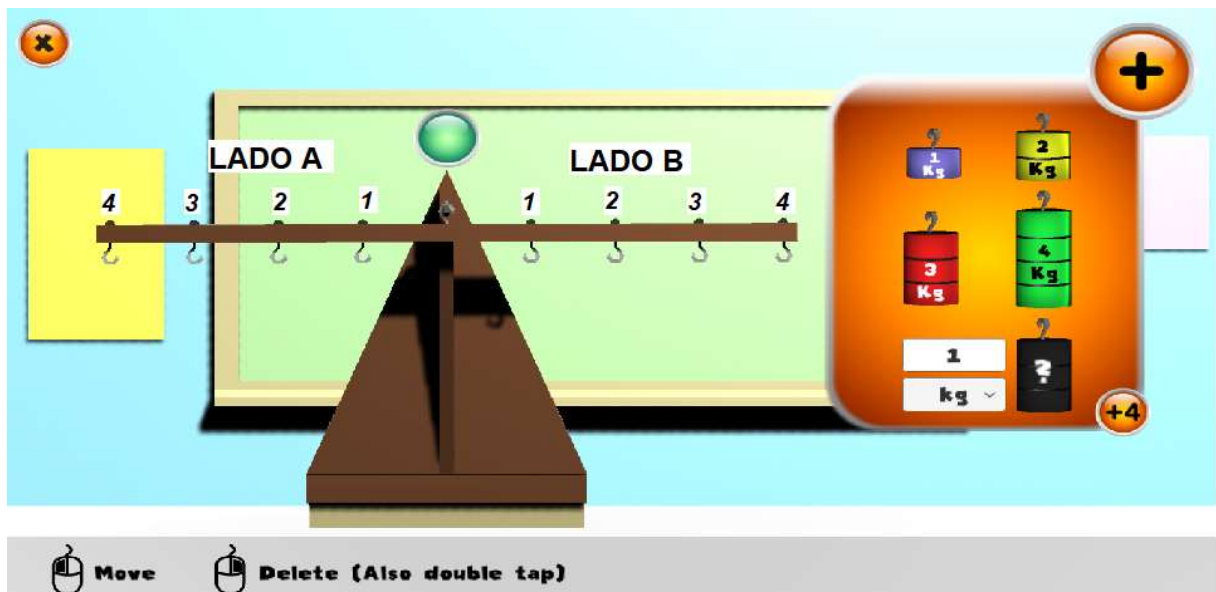 x
+
LADO A
LADO B
4 3 2 1 1 2 3 4
1 Kg
2 Kg
3 Kg
4 Kg
1
?
kg
+4
Move
Delete (Also double tap)